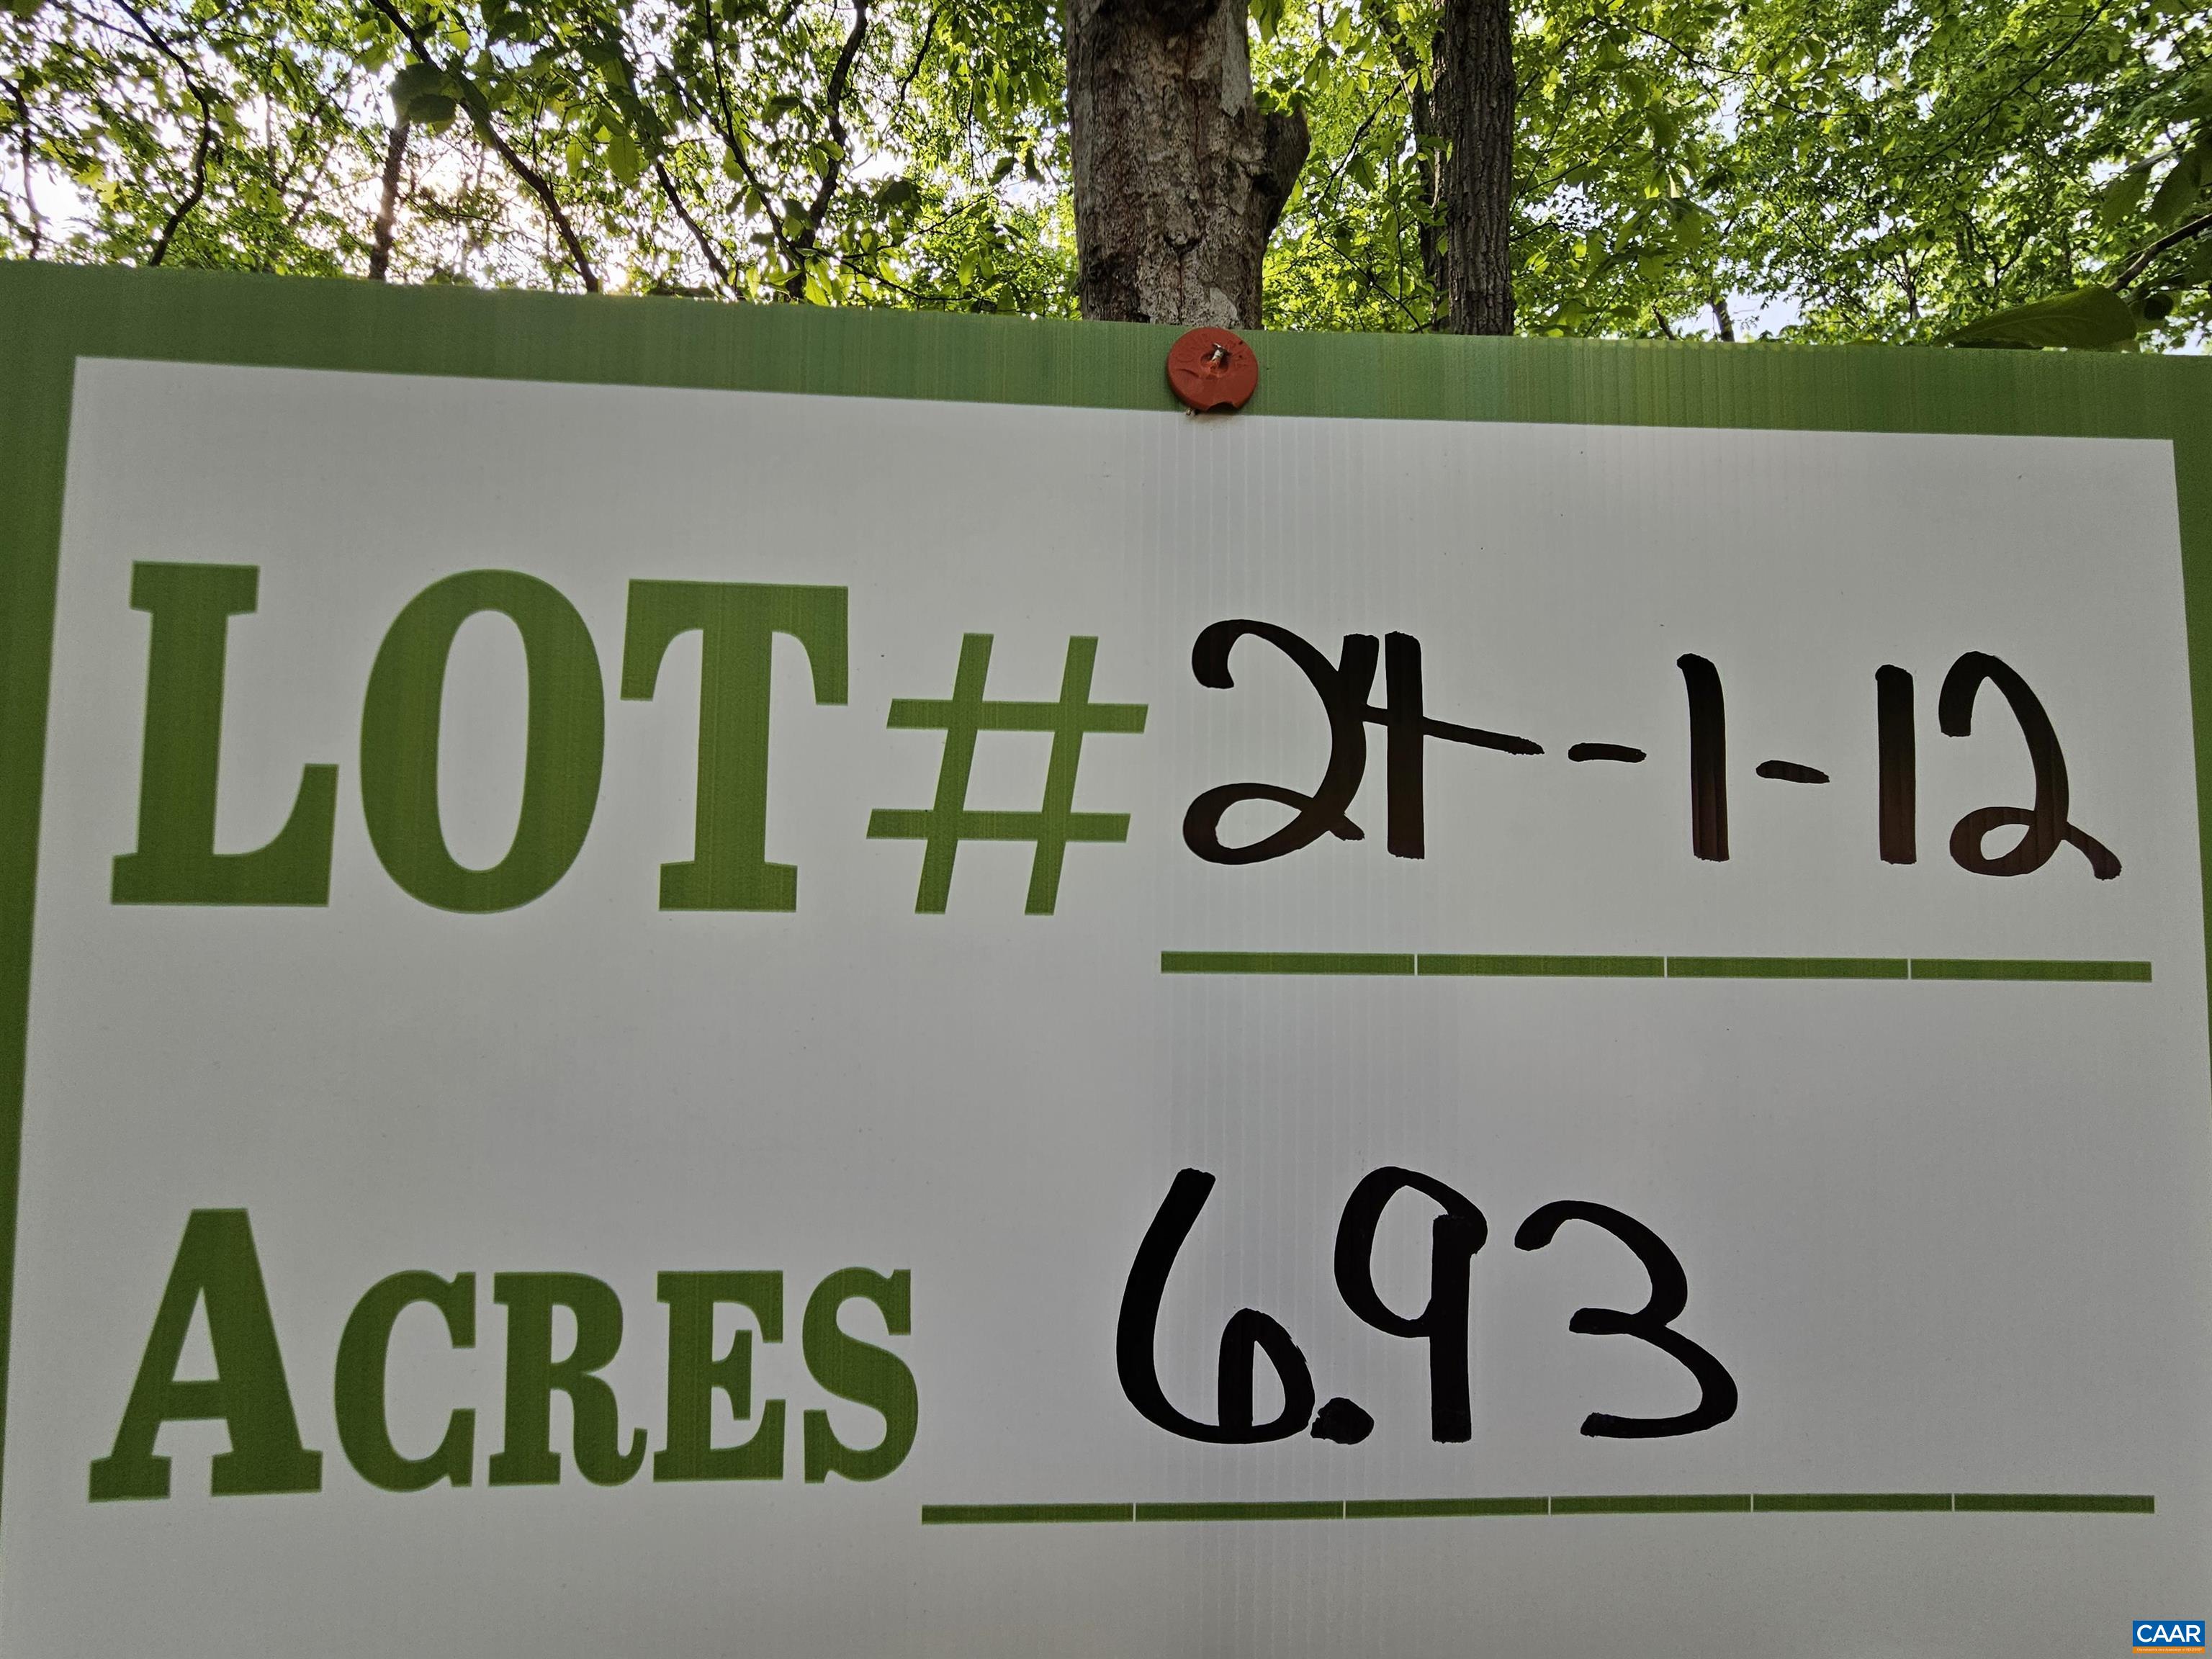 LOT# 24-1-12
ACRES 6.93
CAAR